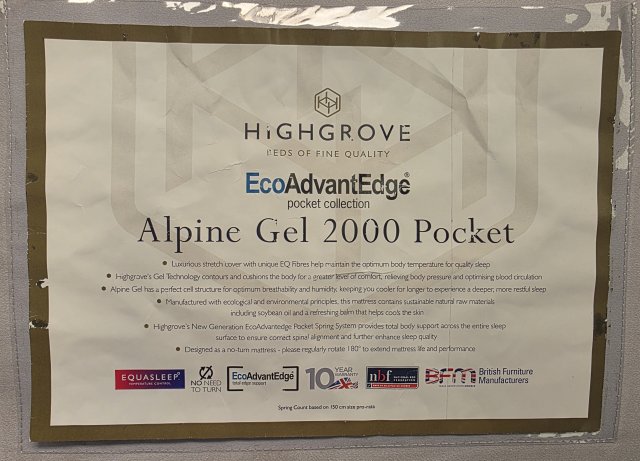 HIGHGROVE
BEDS OF FINE QUALITY
EcoAdvantEdge®
pocket collection
Alpine Gel 2000 Pocket
• Luxurious stretch cover with unique EQ Fibres help maintain the optimum body temperature for quality sleep
• Highgrove's Gel Technology contours and cushions the body for a greater level of comfort, relieving body pressure and optimising blood circulation
• Alpine Gel has a perfect cell structure for optimum breathability and humidity, keeping you cooler for longer to experience a deeper, more restful sleep
• Manufactured with ecological and environmental principles, this mattress contains sustainable natural raw materials
including soybean oil and a refreshing balm that helps cools the skin
• Highgrove's New Generation EcoAdvantedge Pocket Spring System provides total body support across the entire sleep
surface to ensure correct spinal alignment and further enhance sleep quality
• Designed as a no-turn mattress - please regularly rotate 180° to extend mattress life and performance
EQUASLEEP
TEMPERATURE CONTROL
NO NEED
TO TURN
EcoAdvantEdge®
total edge support
10 YEAR
WARRANTY
nbf
BFM
British Furniture
Manufacturers
Spring Count based on 150 cm size pro-rata